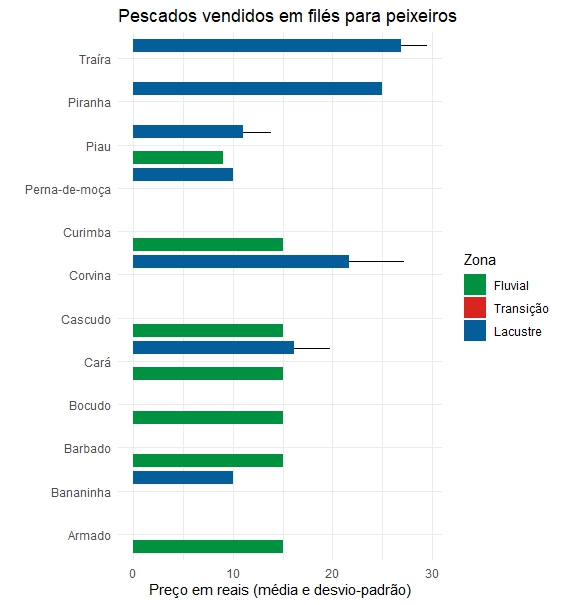 Pescados vendidos em filés para peixeiros
Traíra
Piranha
Piau
Perna-de-moça
Curimba
Corvina
Cascudo
Cará
Bocudo
Barbado
Bananinha
Armado
0 10 20 30
Preço em reais (média e desvio-padrão)
Zona
Fluvial
Transição
Lacustre